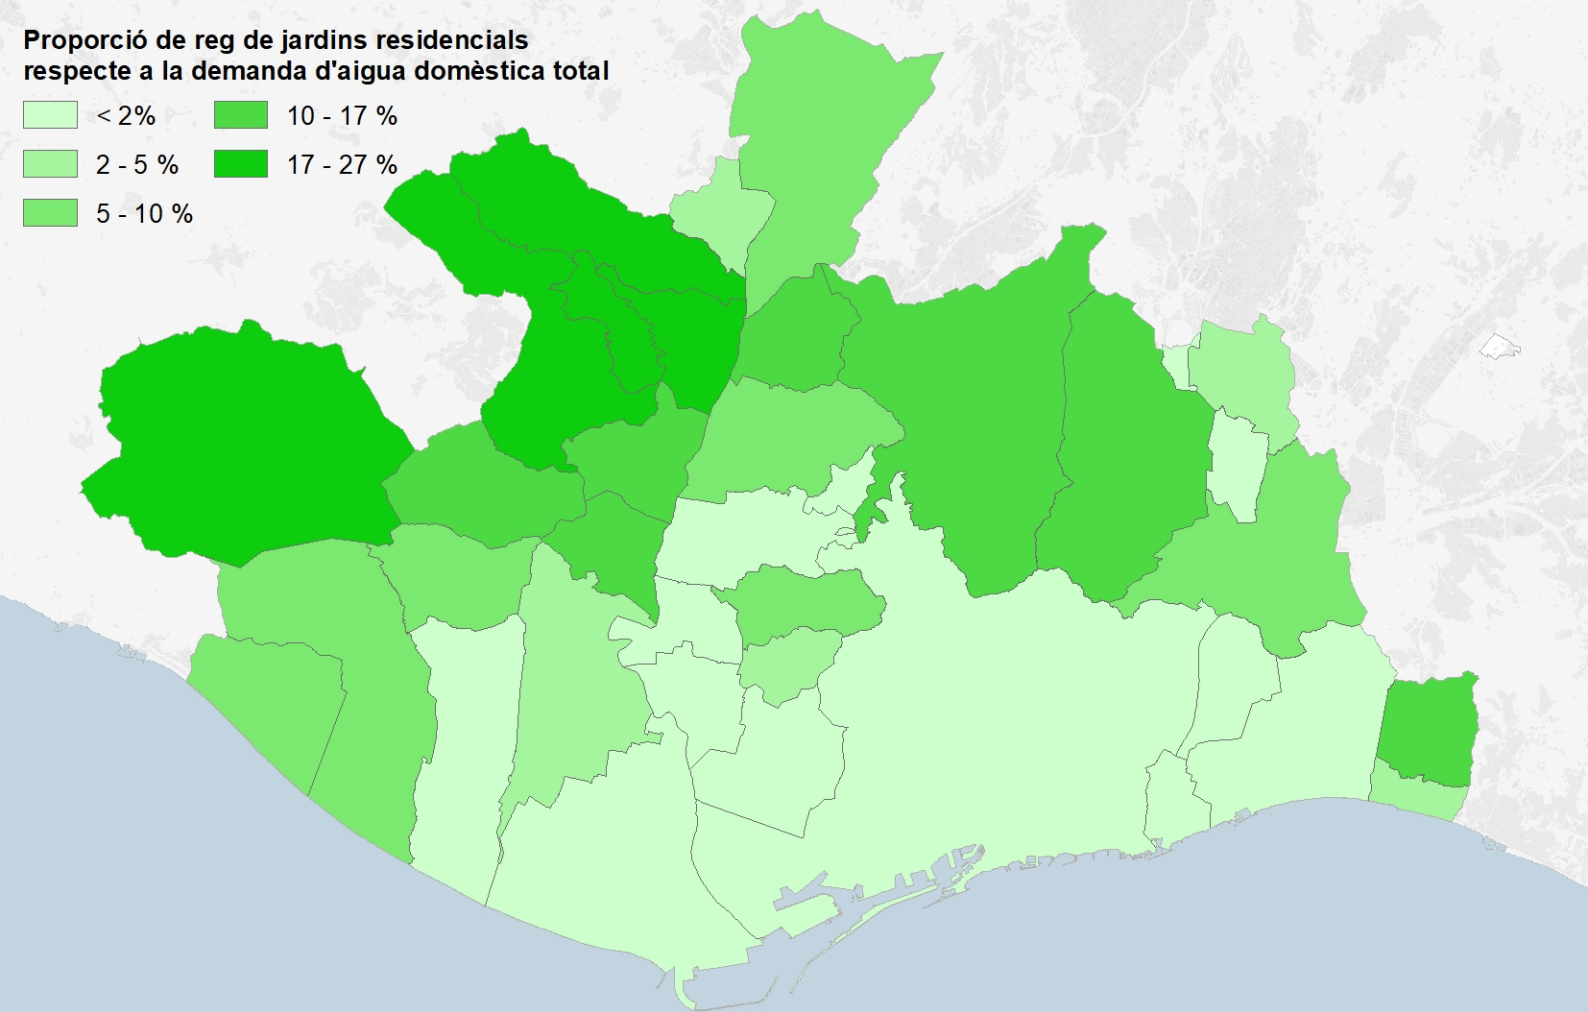 Proporció de reg de jardins residencials
respecte a la demanda d'aigua domèstica total
< 2%
2 - 5 %
5 - 10 %
10 - 17 %
17 - 27 %